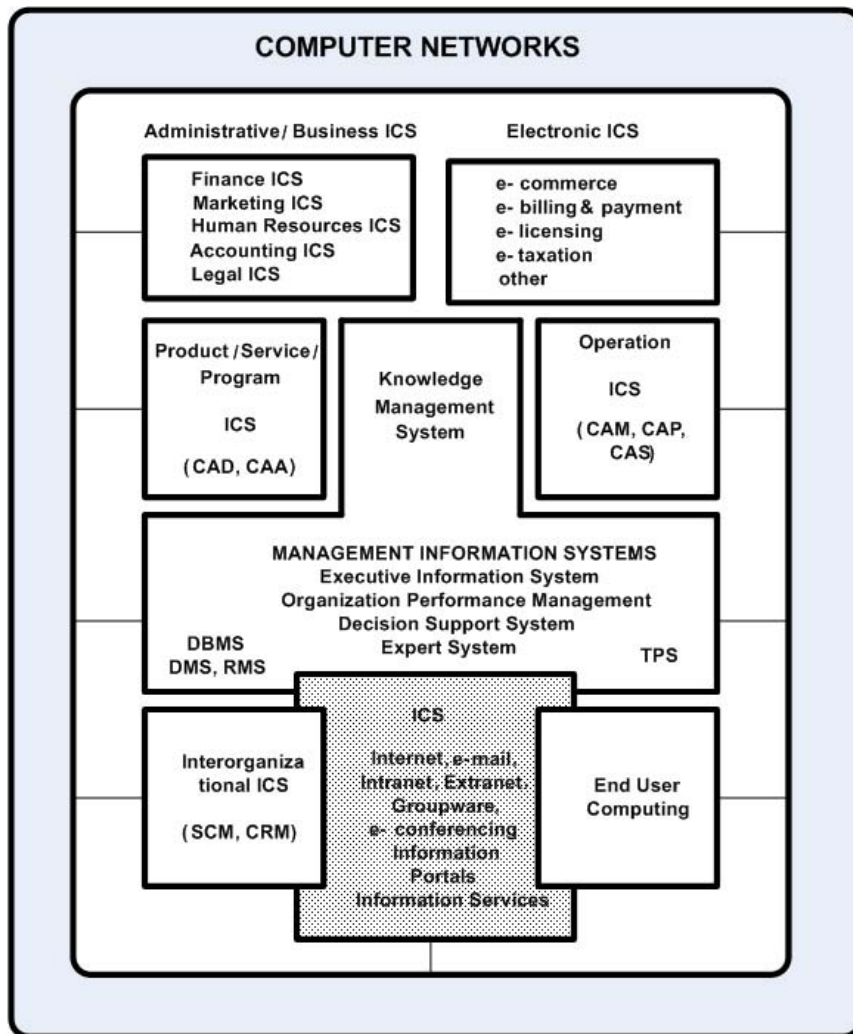 COMPUTER NETWORKS
Administrative/ Business ICS
Electronic ICS
Finance ICS
Marketing ICS
Human Resources ICS
Accounting ICS
Legal ICS
e- commerce
e- billing & payment
e- licensing
e- taxation
other
Product /Service/
Program
ICS
(CAD, CAA)
Knowledge
Management
System
Operation
ICS
(CAM, CAP,
CAS)
MANAGEMENT INFORMATION SYSTEMS
Executive Information System
Organization Performance Management
Decision Support System
Expert System
DBMS
DMS, RMS
TPS
Interorganiza
tional ICS
(SCM, CRM)
ICS
Internet, e-mail,
Intranet, Extranet,
Groupware,
e- conferencing
Information
Portals
Information Services
End User
Computing